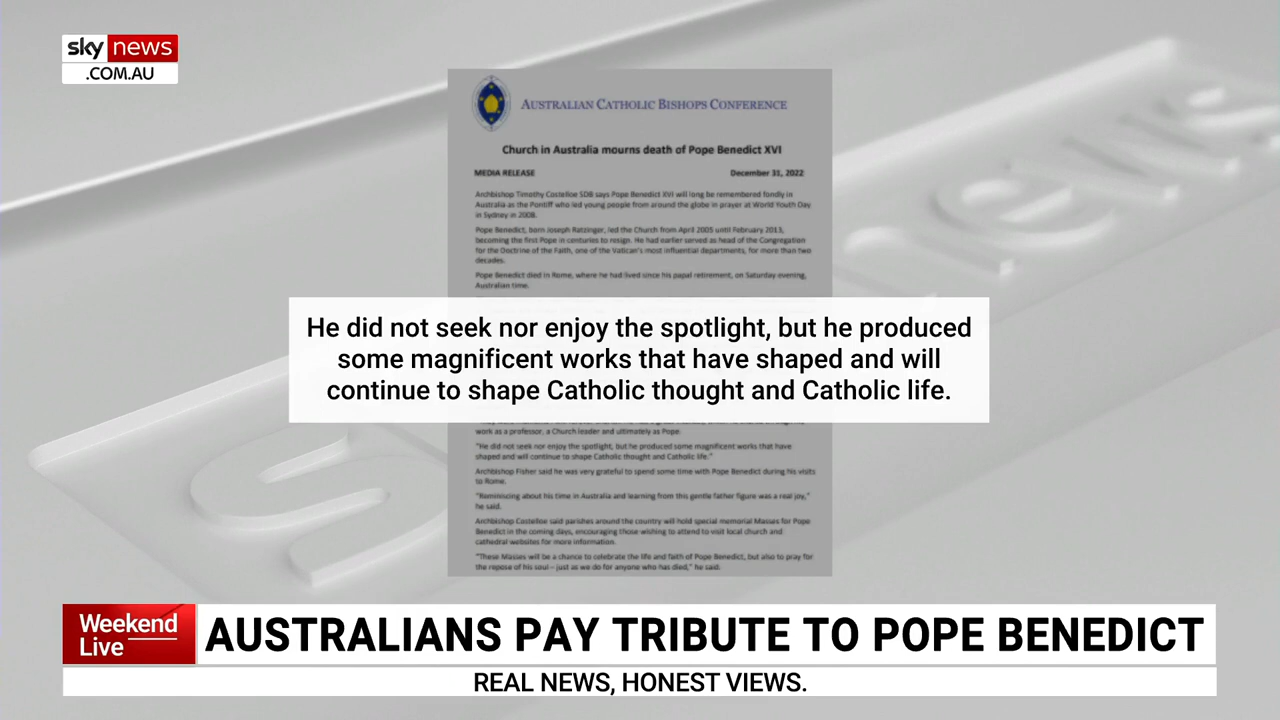 sky news
.COM.AU
AUSTRALIAN CATHOLIC BISHOPS CONFERENCE
Church in Australia mourns death of Pope Benedict XVI
MEDIA RELEASE December 31, 2022
Archbishop Timothy Costelloe SDB says Pope Benedict XVI will long be remembered fondly in
Australia as the Pontiff who led young people from around the globe in prayer at World Youth Day
in Sydney in 2008.
Pope Benedict, born Joseph Ratzinger, led the Church from April 2005 until February 2013,
becoming the first Pope in centuries to resign. He had earlier served as head of the Congregation
for the Doctrine of the Faith, one of the Vatican's most influential departments, for more than two
decades.
Pope Benedict died in Rome, where he had lived since his papal retirement, on Saturday evening,
Australian time.
He did not seek nor enjoy the spotlight, but he produced
some magnificent works that have shaped and will
continue to shape Catholic thought and Catholic life.
work as a professor, a Church leader and ultimately as Pope.
"He did not seek nor enjoy the spotlight, but he produced some magnificent works that have
shaped and will continue to shape Catholic thought and Catholic life."
Archbishop Fisher said he was very grateful to spend some time with Pope Benedict during his visits
to Rome.
"Reminiscing about his time in Australia and learning from this gentle father figure was a real joy,"
he said.
Archbishop Costelloe said parishes around the country will hold special memorial Masses for Pope
Benedict in the coming days, encouraging those wishing to attend to visit local church and
cathedral websites for more information.
"These Masses will be a chance to celebrate the life and faith of Pope Benedict, but also to pray for
the repose of his soul – just as we do for anyone who has died," he said.
Weekend
Live
AUSTRALIANS PAY TRIBUTE TO POPE BENEDICT
REAL NEWS, HONEST VIEWS.